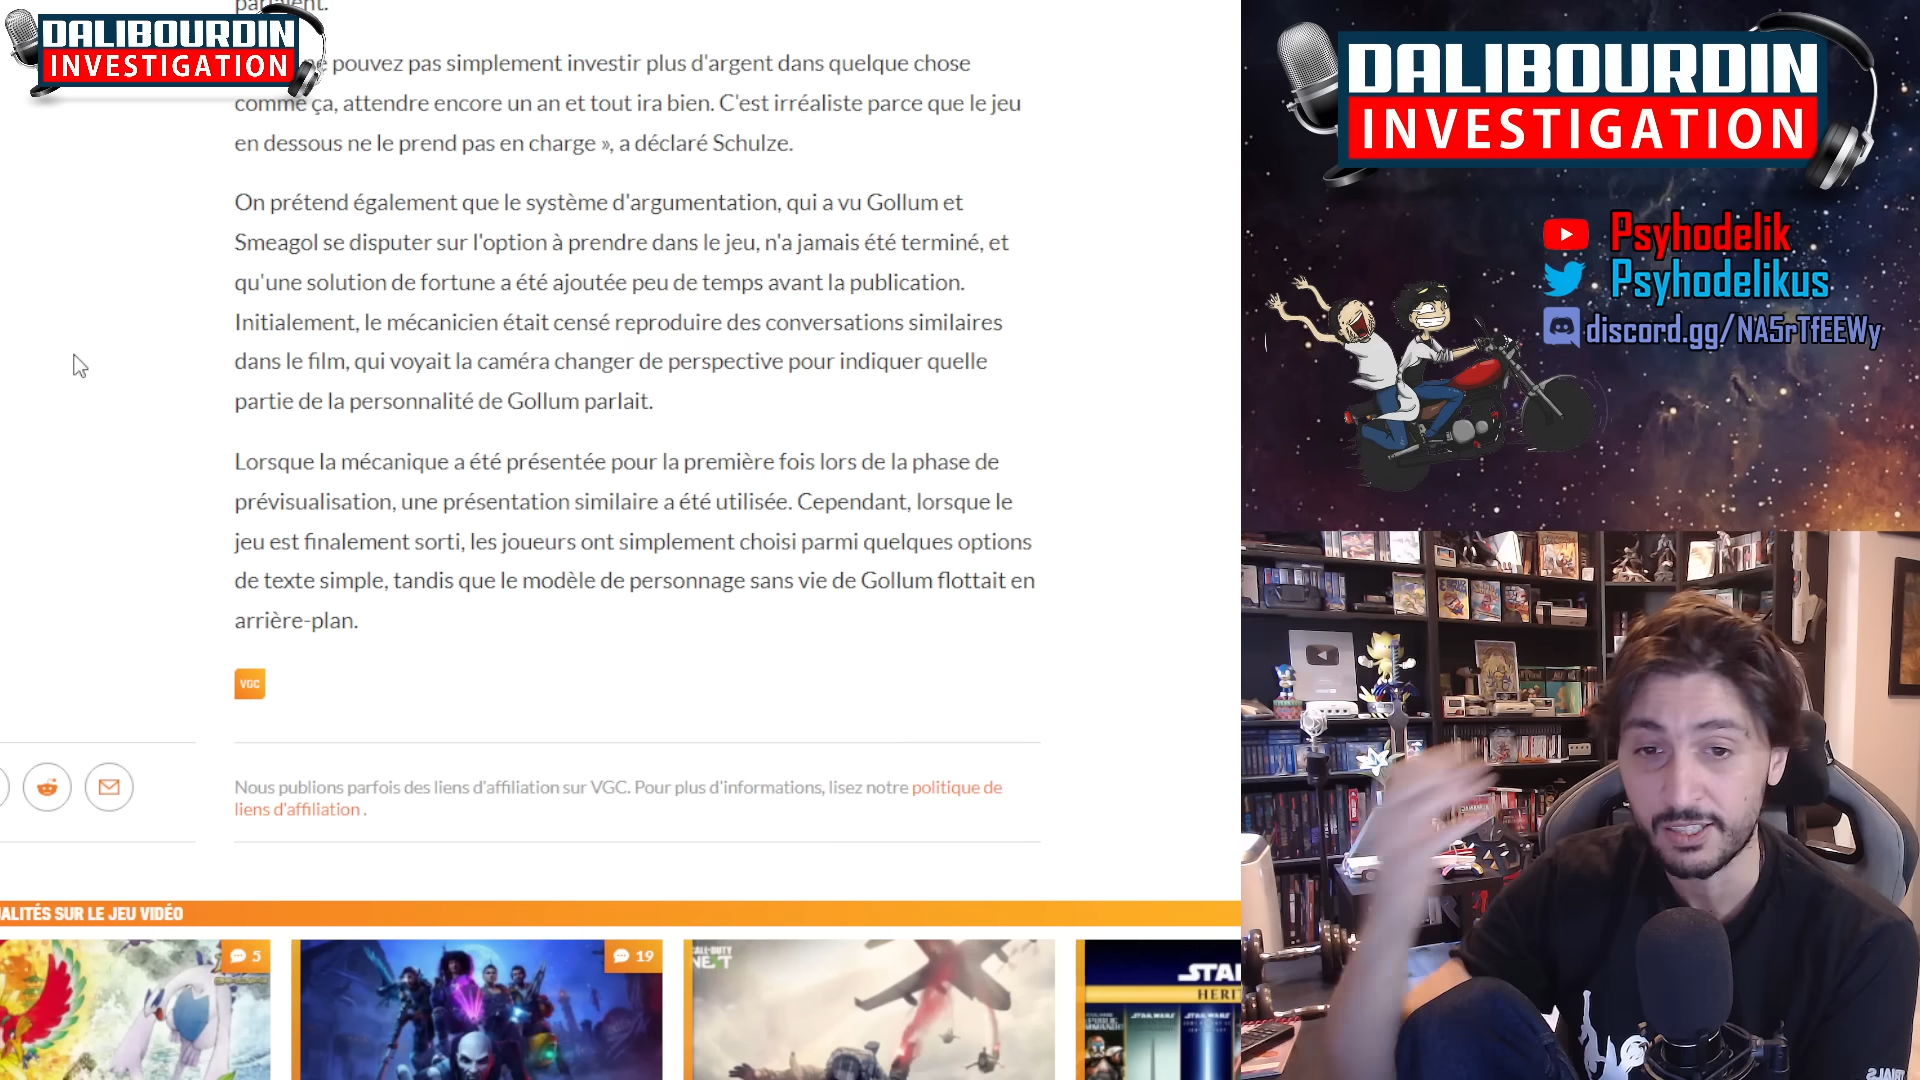 DALIBOURDIN
INVESTIGATION
pouvez pas simplement investir plus d'argent dans quelque chose
comme ça, attendre encore un an et tout ira bien. C'est irréaliste parce que le jeu
en dessous ne le prend pas en charge », a déclaré Schulze.
On prétend également que le système d'argumentation, qui a vu Gollum et
Smeagol se disputer sur l'option à prendre dans le jeu, n'a jamais été terminé, et
qu'une solution de fortune a été ajoutée peu de temps avant la publication.
Initialement, le mécanicien était censé reproduire des conversations similaires
dans le film, qui voyait la caméra changer de perspective pour indiquer quelle
partie de la personnalité de Gollum parlait.
Lorsque la mécanique a été présentée pour la première fois lors de la phase de
prévisualisation, une présentation similaire a été utilisée. Cependant, lorsque le
jeu est finalement sorti, les joueurs ont simplement choisi parmi quelques options
de texte simple, tandis que le modèle de personnage sans vie de Gollum flottait en
arrière-plan.
VGC
Nous publions parfois des liens d'affiliation sur VGC. Pour plus d'informations, lisez notre politique de
liens d'affiliation .
ALITÉS SUR LE JEU VIDÉO
5
19
NEXT
STA
HERI
STAR WARS
DALIBOURDIN
INVESTIGATION
Psyhodelik
Psyhodelikus
discord.gg/NA5rTfEEWy